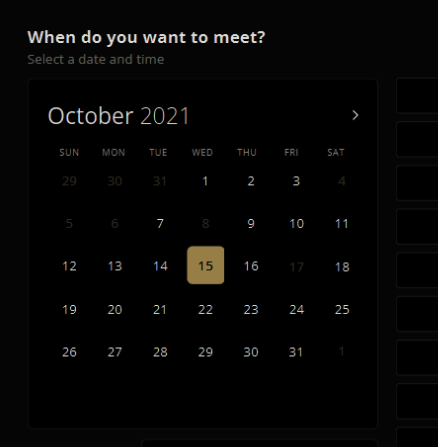 When do you want to meet?
Select a date and time
October 2021 >
SUN MON TUE WED THU FRI SAT
29 30 31 1 2 3 4
5 6 7 8 9 10 11
12 13 14 15 16 17 18
19 20 21 22 23 24 25
26 27 28 29 30 31 1